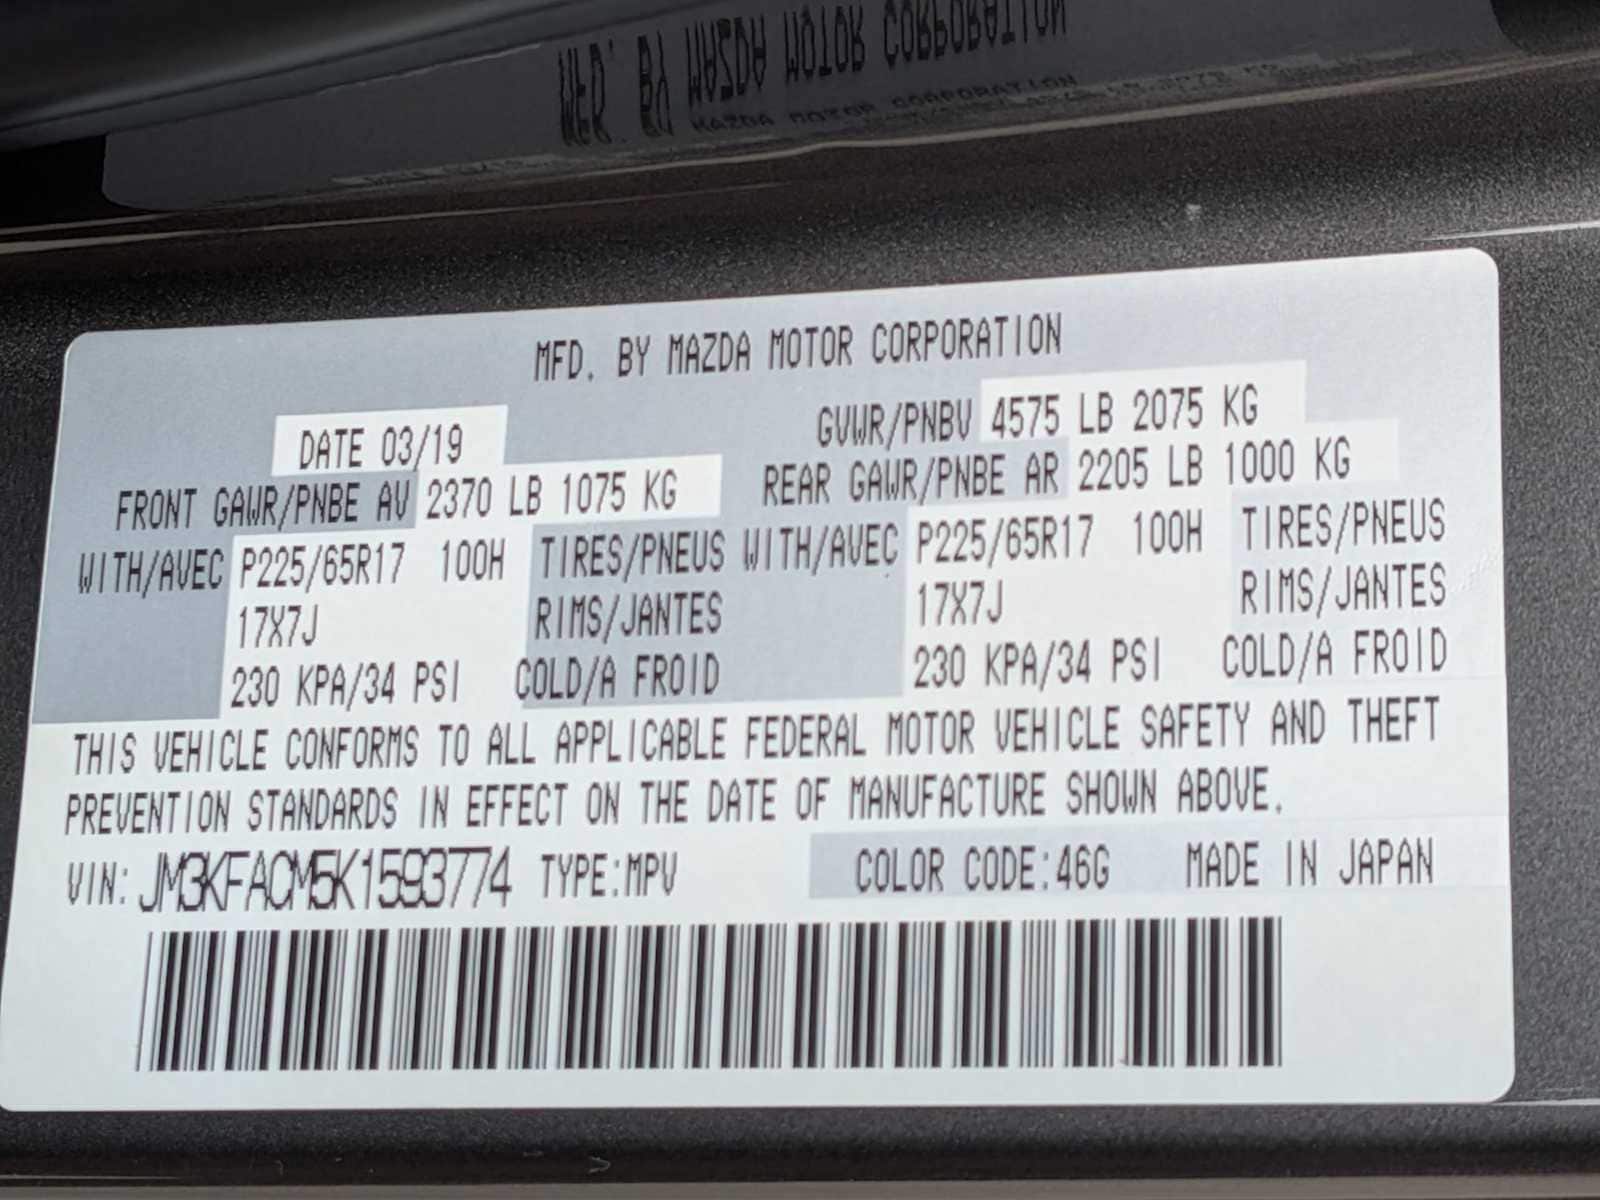 MFD. BY MAZDA MOTOR CORPORATION
MAZDA MOTOR CORPORATION
MFD. BY MAZDA MOTOR CORPORATION
DATE 03/19 GVWR/PNBV 4575 LB 2075 KG
FRONT GAWR/PNBE AV 2370 LB 1075 KG REAR GAWR/PNBE AR 2205 LB 1000 KG
WITH/AVEC P225/65R17 100H TIRES/PNEUS WITH/AVEC P225/65R17 100H TIRES/PNEUS
17X7J RIMS/JANTES 17X7J RIMS/JANTES
230 KPA/34 PSI COLD/A FROID 230 KPA/34 PSI COLD/A FROID
THIS VEHICLE CONFORMS TO ALL APPLICABLE FEDERAL MOTOR VEHICLE SAFETY AND THEFT
PREVENTION STANDARDS IN EFFECT ON THE DATE OF MANUFACTURE SHOWN ABOVE.
VIN: JM3KFACM5K1593774 TYPE:MPV COLOR CODE:46G MADE IN JAPAN